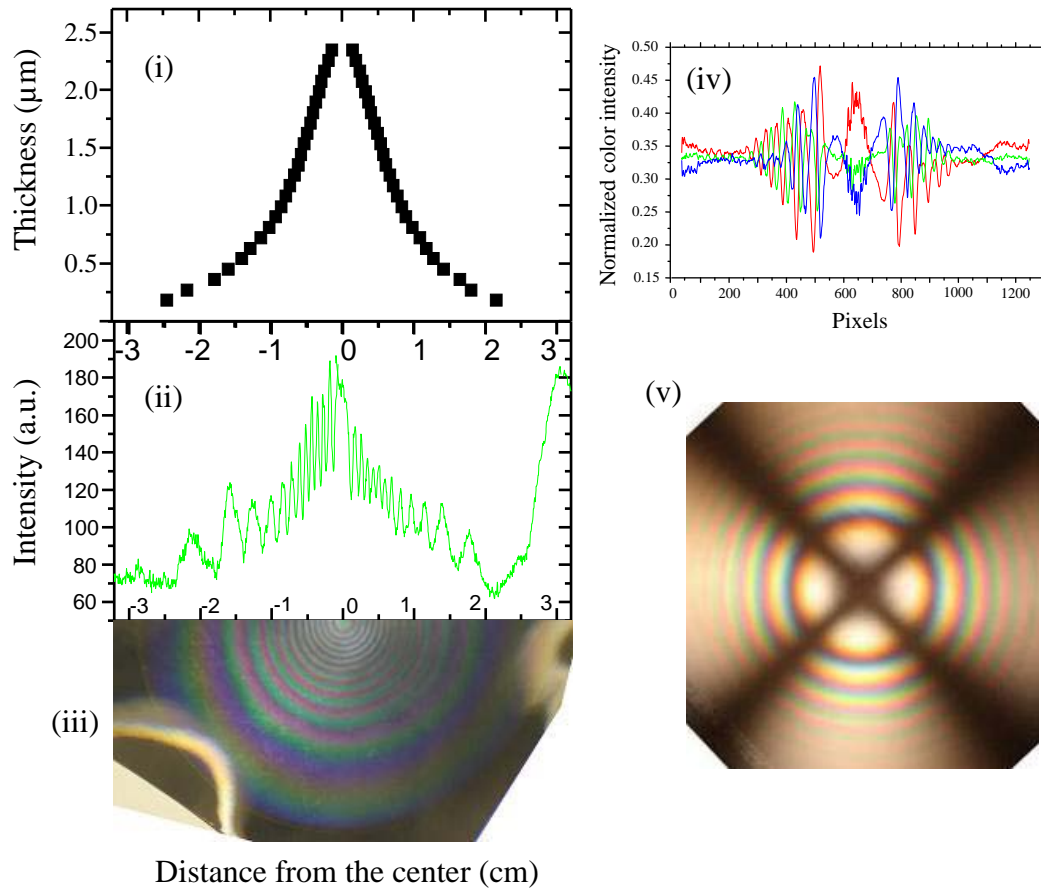 Thickness (µm)
2.5
2.0
1.5
1.0
0.5
(i)
-3 -2 -1 0 1 2 3
Intensity (a.u.)
200
180
160
140
120
100
80
60
(ii)
-3 -2 -1 0 1 2 3
(iii)
Distance from the center (cm)
Normalized color intensity
0.50
0.45
0.40
0.35
0.30
0.25
0.20
0.15
(iv)
0 200 400 600 800 1000 1200
Pixels
(v)